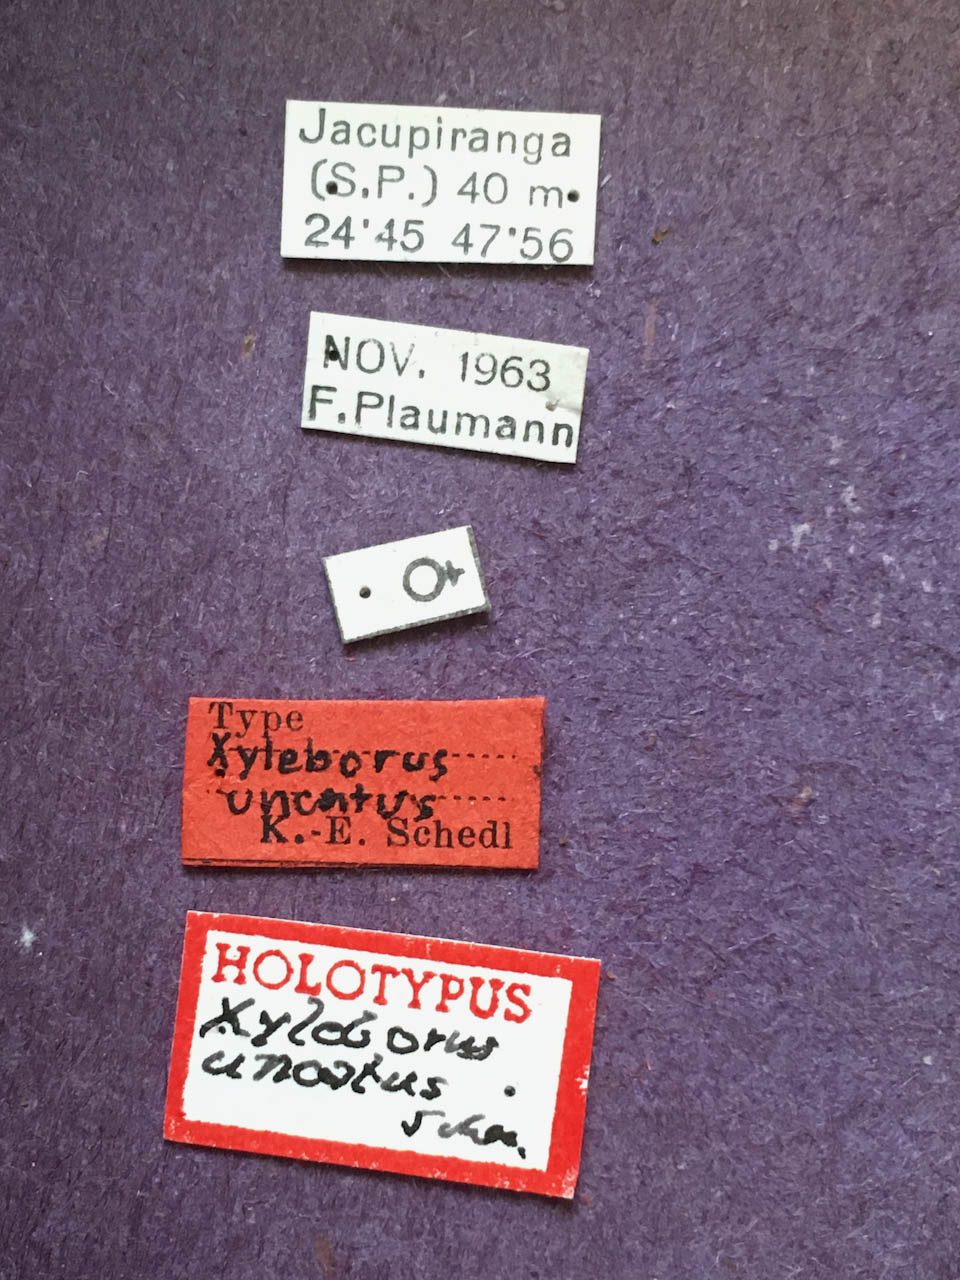 Jacupiranga
(S.P.) 40 m
24'45 47'56
NOV. 1963
F. Plaumann
♀
Type
Xyleborus
uncatus
K.-E. Schedl
HOLOTYPUS
Xyleborus
uncatus